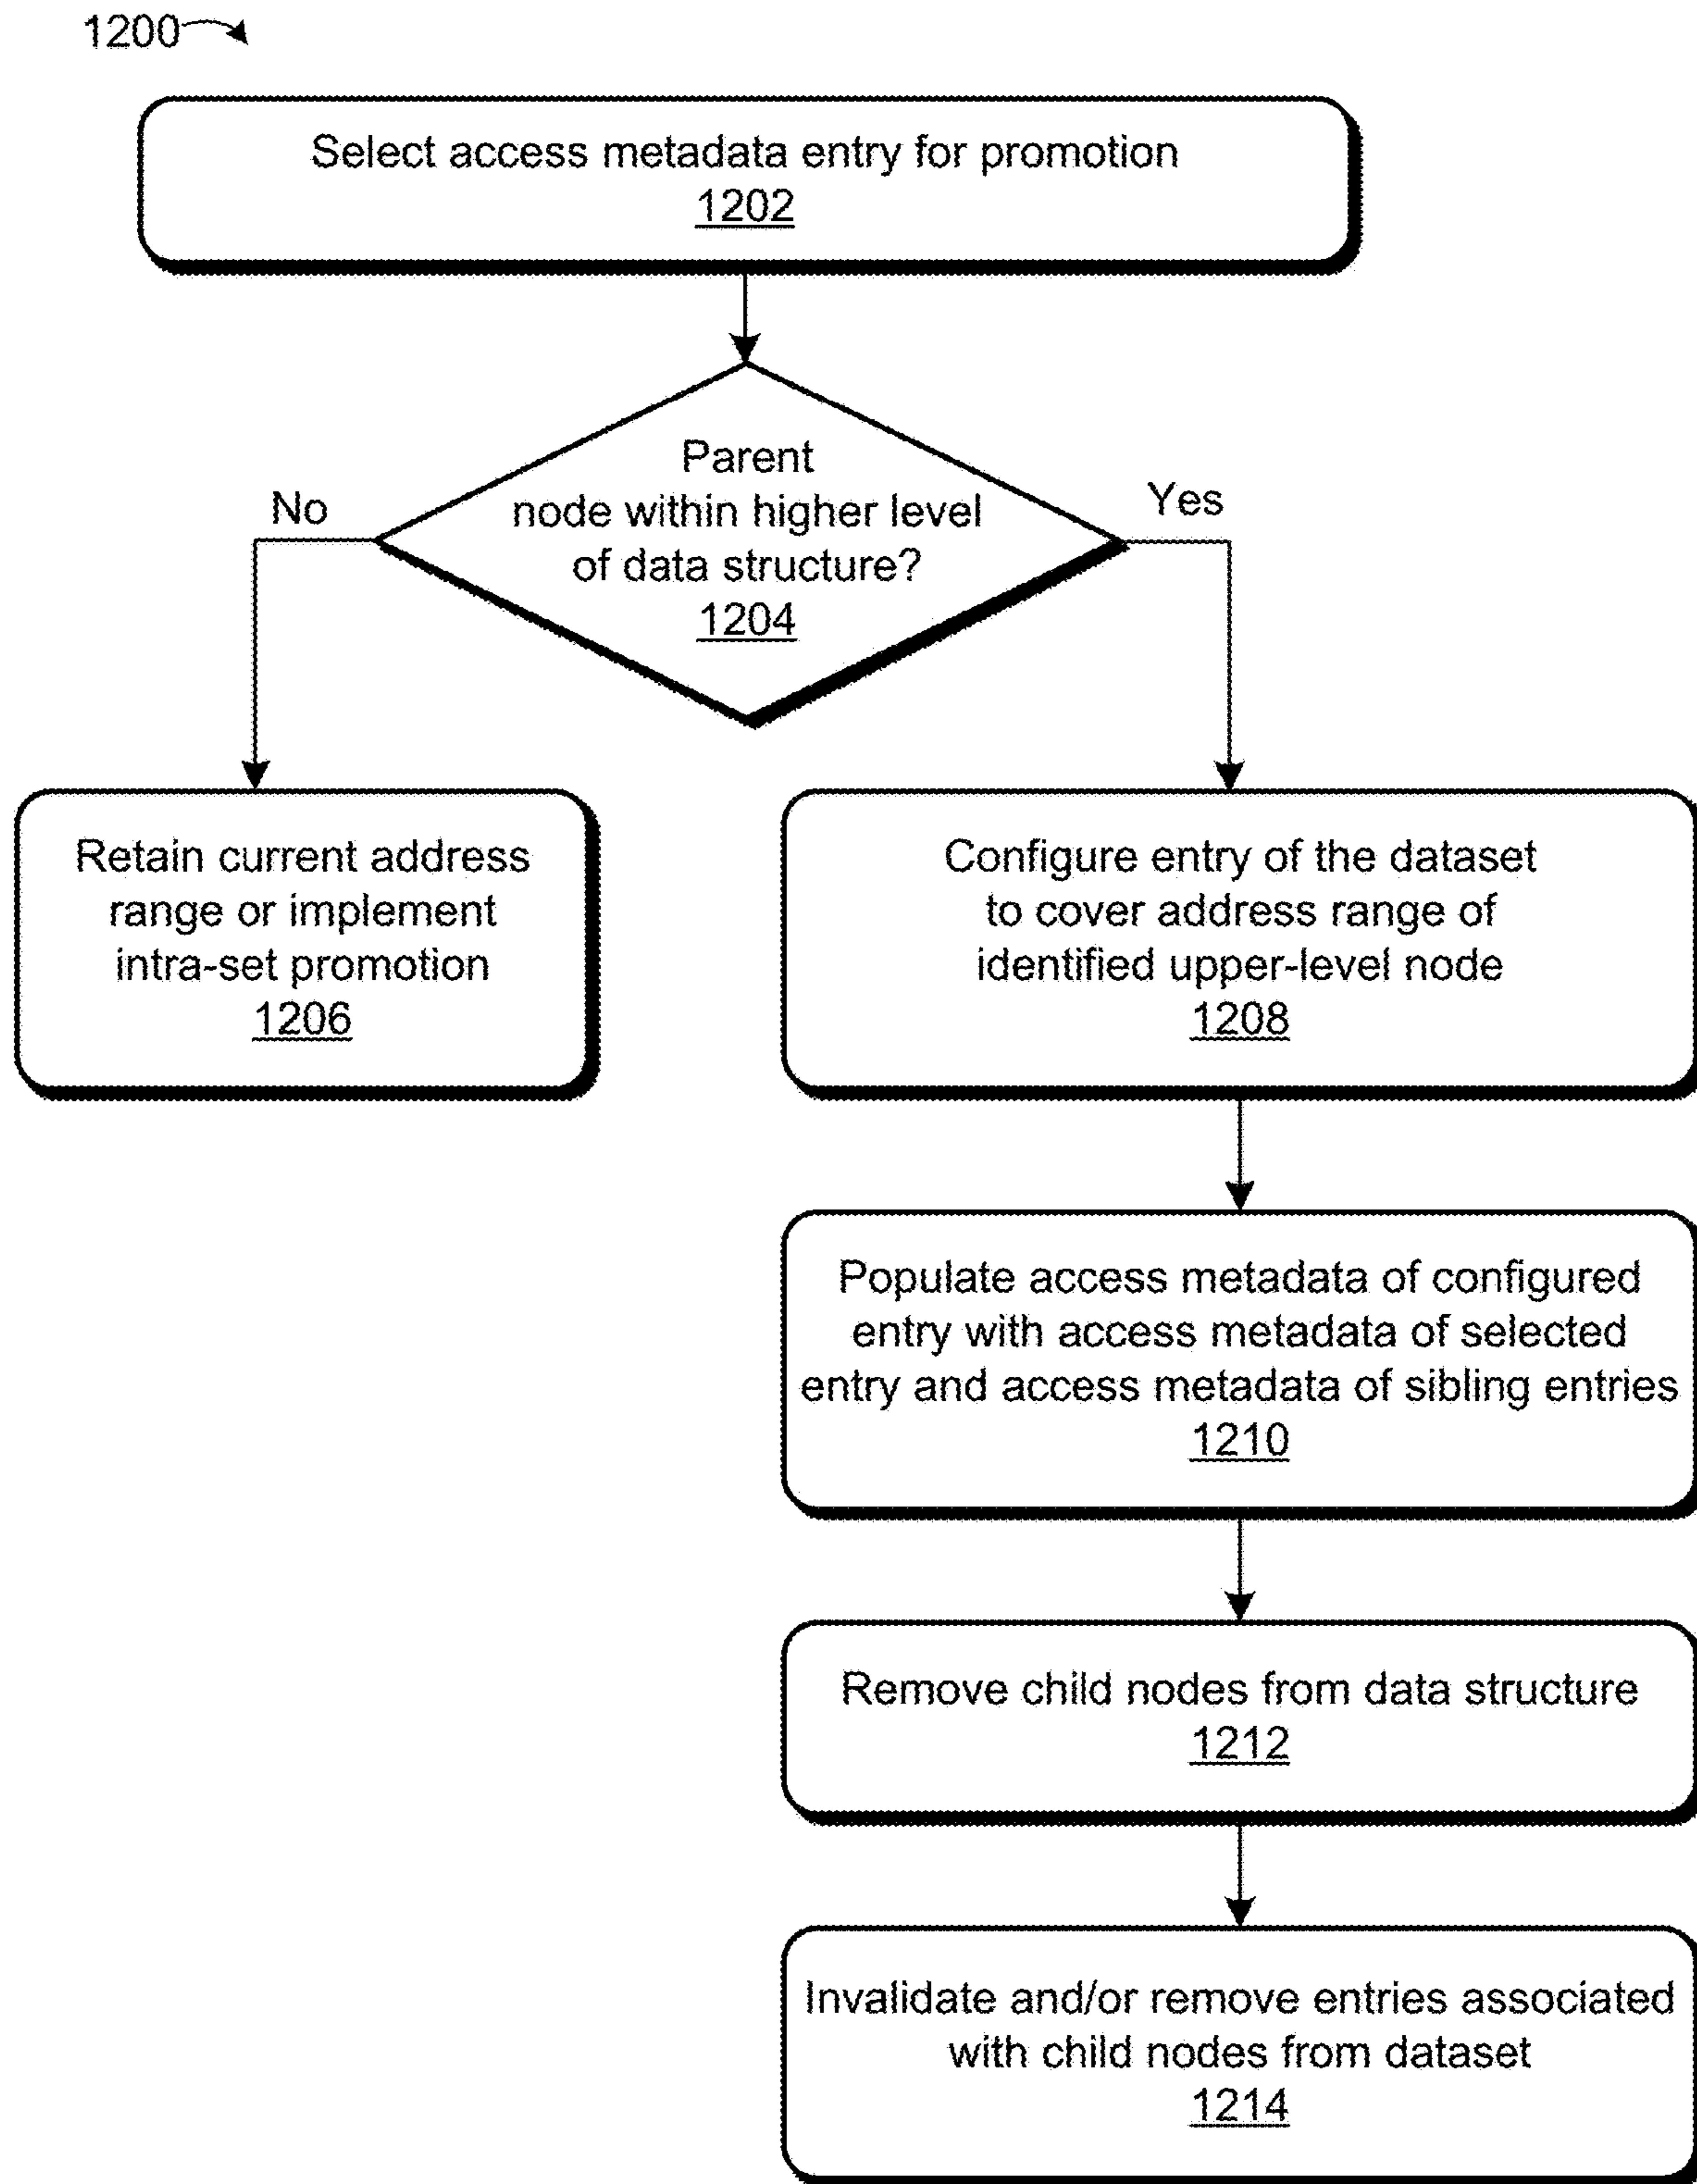 1200
Select access metadata entry for promotion
1202
Parent
node within higher level
of data structure?
1204
No
Yes
Retain current address
range or implement
intra-set promotion
1206
Configure entry of the dataset
to cover address range of
identified upper-level node
1208
Populate access metadata of configured
entry with access metadata of selected
entry and access metadata of sibling entries
1210
Remove child nodes from data structure
1212
Invalidate and/or remove entries associated
with child nodes from dataset
1214